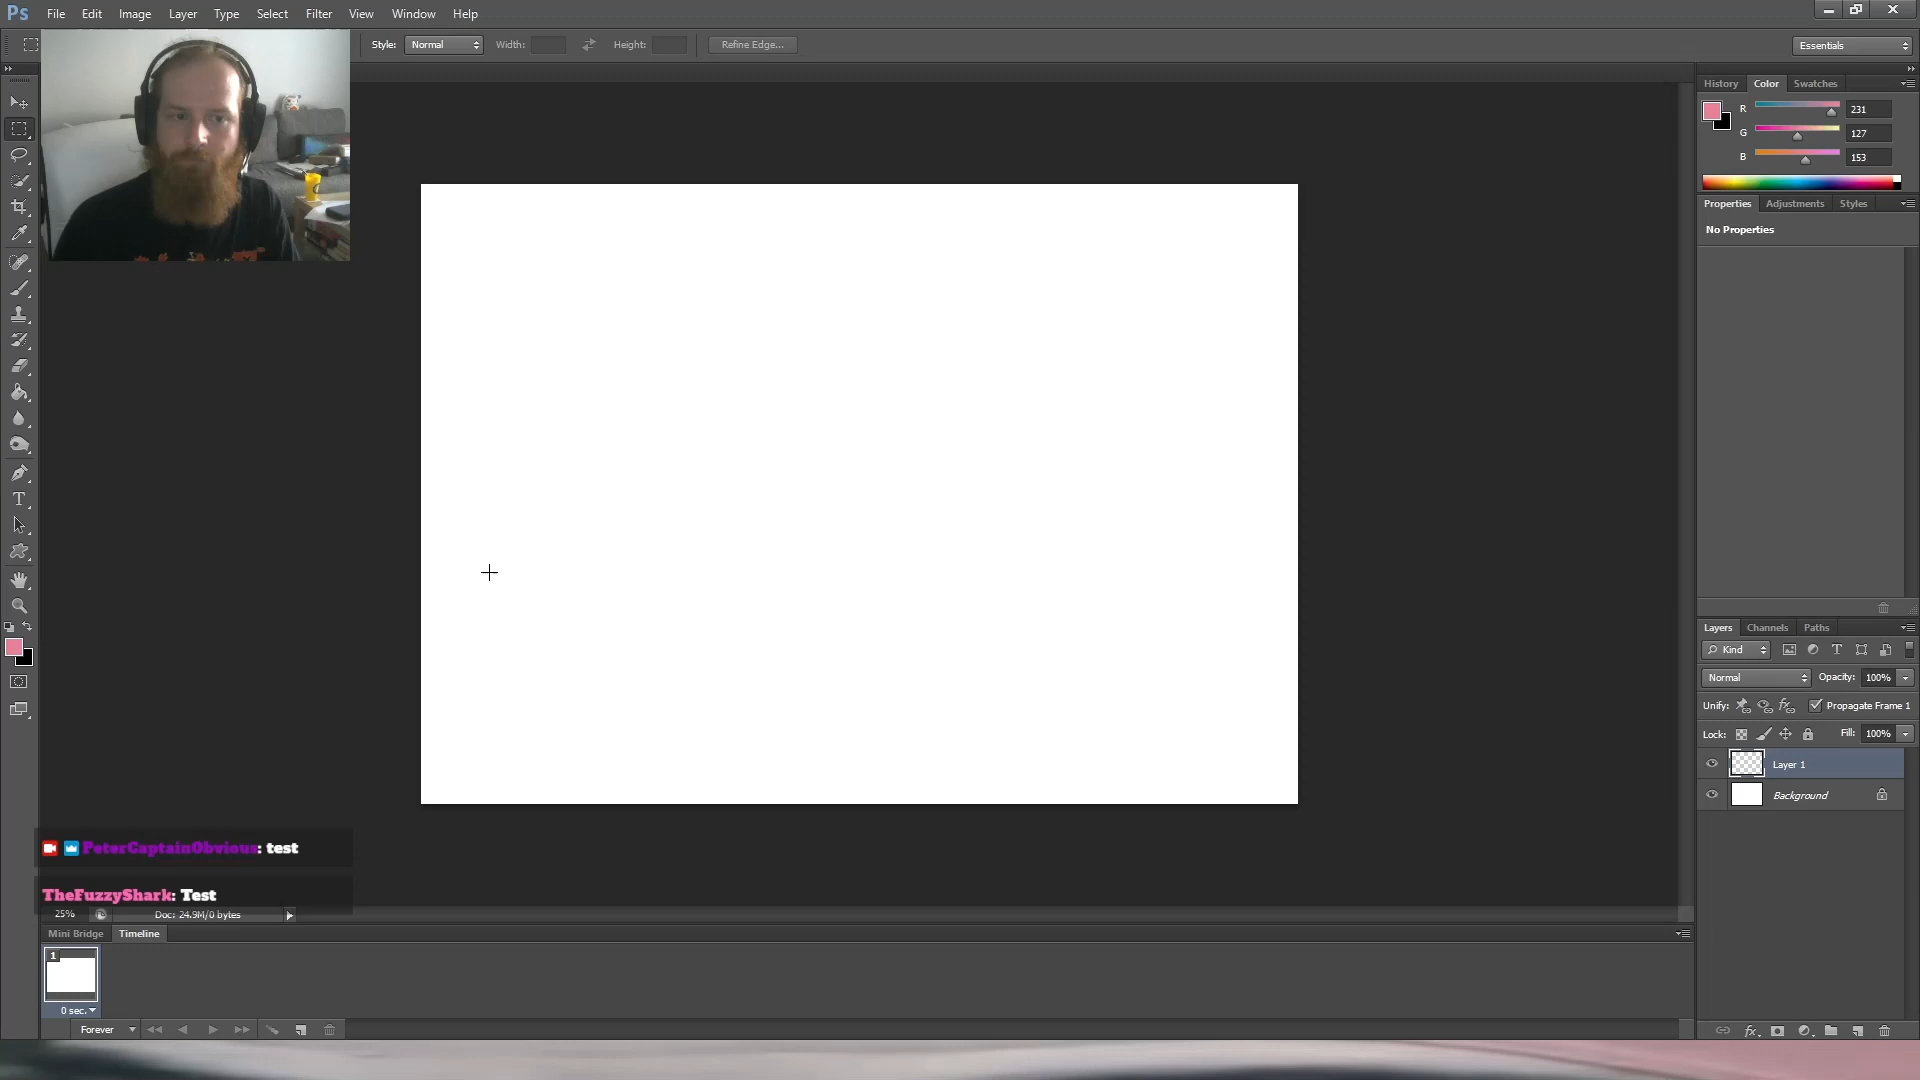 Ps File Edit Image Layer Type Select Filter View Window Help
Style: Normal Width: Height: Refine Edge... Essentials
History Color Swatches
R 231
G 127
B 153
Properties Adjustments Styles
No Properties
Layers Channels Paths
Kind T
Normal Opacity: 100%
Unify: Propagate Frame 1
Lock: Fill: 100%
Layer 1
Background
PeterCaptainObvious: test
TheFuzzyShark: Test
25% Doc: 24.9M/0 bytes
Mini Bridge Timeline
1
0 sec.
Forever
fx